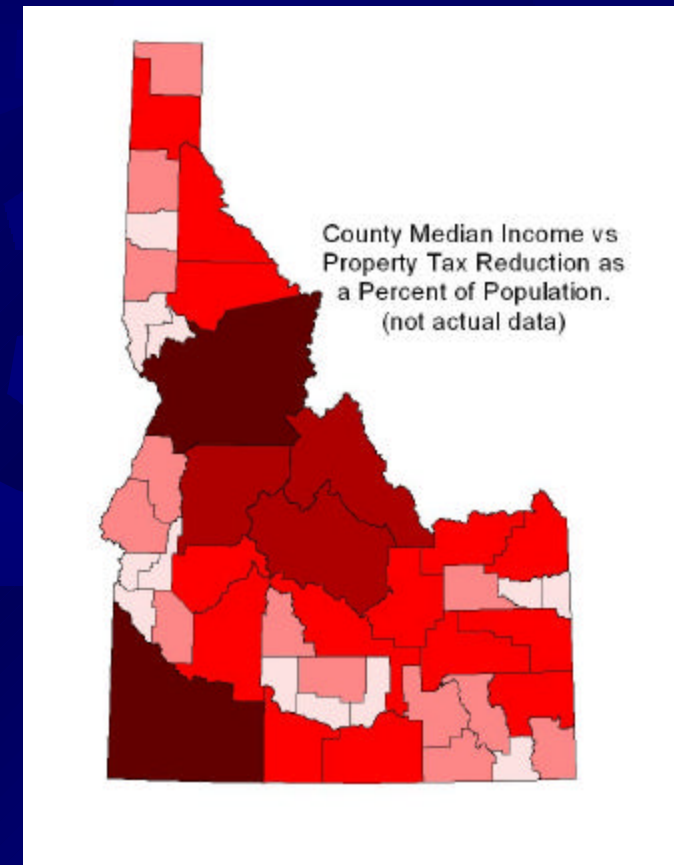 County Median Income vs
Property Tax Reduction as
a Percent of Population.
(not actual data)